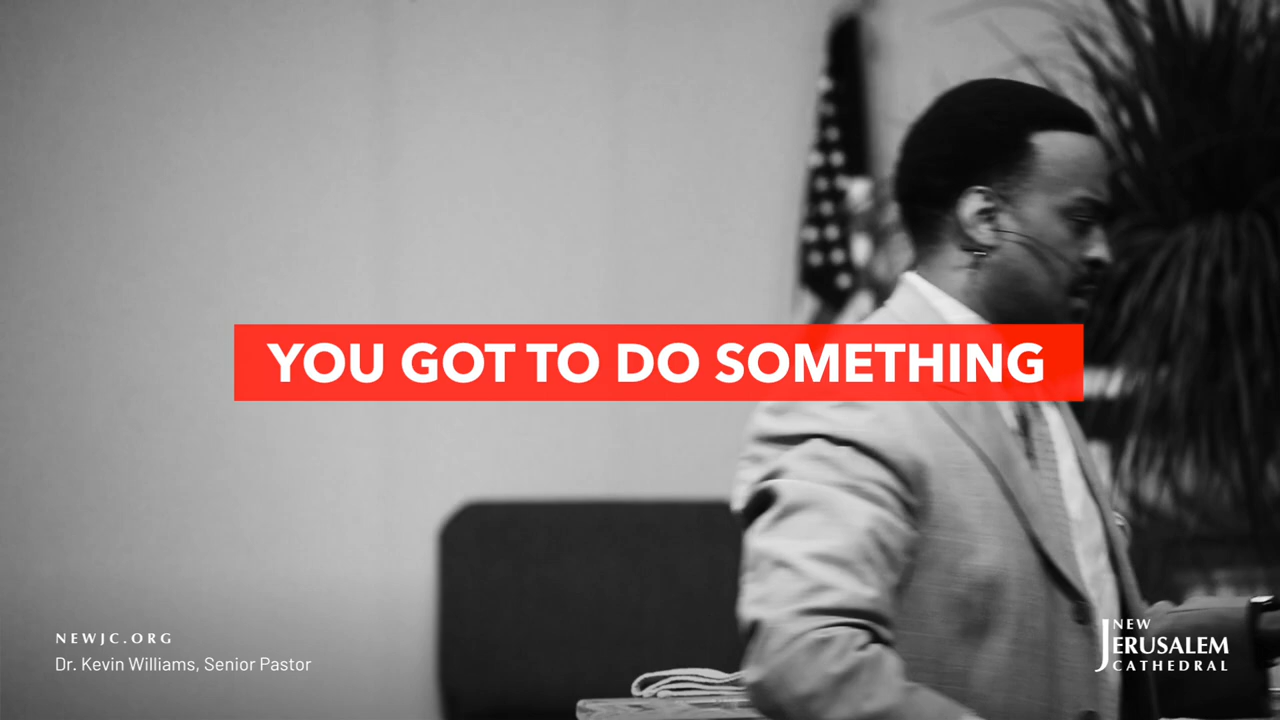 YOU GOT TO DO SOMETHING
NEWJC.ORG
Dr. Kevin Williams, Senior Pastor
NEW
JERUSALEM
CATHEDRAL